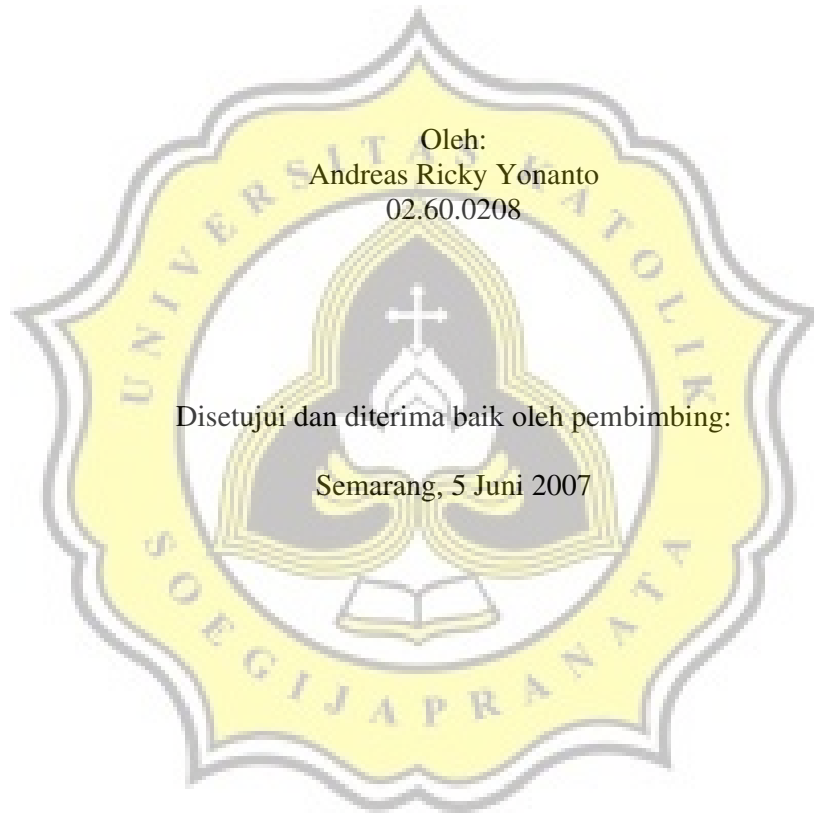 Oleh:
Andreas Ricky Yonanto
02.60.0208
Disetujui dan diterima baik oleh pembimbing:
Semarang, 5 Juni 2007
UNIVERSITAS KATOLIK
SOEGIJAPRANATA